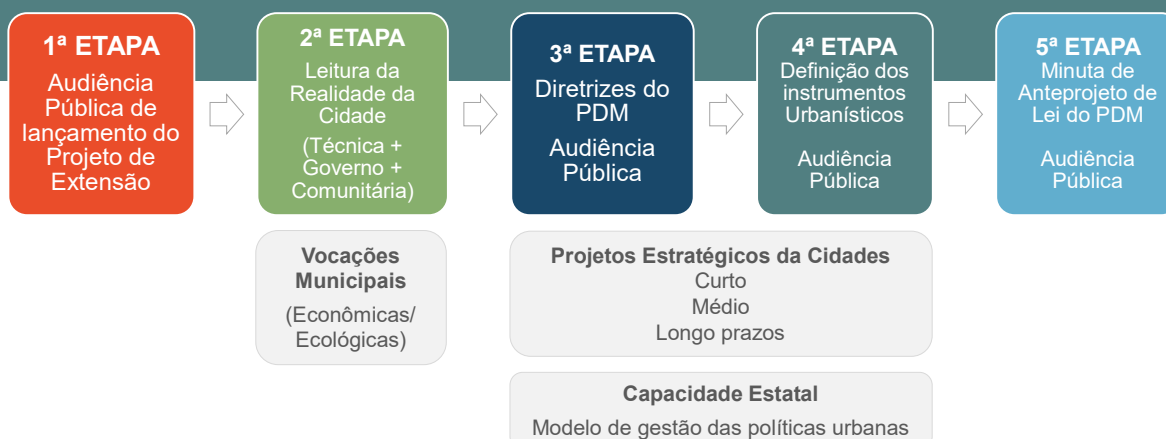 1ª ETAPA
Audiência
Pública de
lançamento do
Projeto de
Extensão
2ª ETAPA
Leitura da
Realidade da
Cidade
(Técnica +
Governo +
Comunitária)
3ª ETAPA
Diretrizes do
PDM
Audiência
Pública
4ª ETAPA
Definição dos
instrumentos
Urbanísticos
Audiência
Pública
5ª ETAPA
Minuta de
Anteprojeto de
Lei do PDM
Audiência
Pública
Vocações
Municipais
(Econômicas/
Ecológicas)
Projetos Estratégicos da Cidades
Curto
Médio
Longo prazos
Capacidade Estatal
Modelo de gestão das políticas urbanas